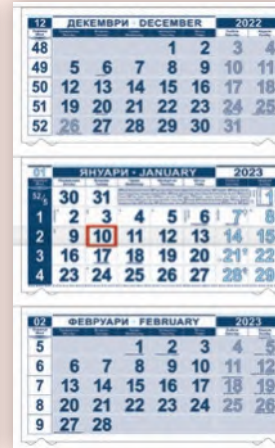 12 ДЕКЕМВРИ · DECEMBER 2022
48 1 2 3 4
49 5 6 7 8 9 10 11
50 12 13 14 15 16 17 18
51 19 20 21 22 23 24 25
52 26 27 28 29 30 31
01 ЯНУАРИ · JANUARY 2023
52/5 30 31 1
1 2 3 4 5 6 7 8
2 9 10 11 12 13 14 15
3 16 17 18 19 20 21 22
4 23 24 25 26 27 28 29
02 ФЕВРУАРИ · FEBRUARY 2023
5 1 2 3 4 5
6 6 7 8 9 10 11 12
7 13 14 15 16 17 18 19
8 20 21 22 23 24 25 26
9 27 28